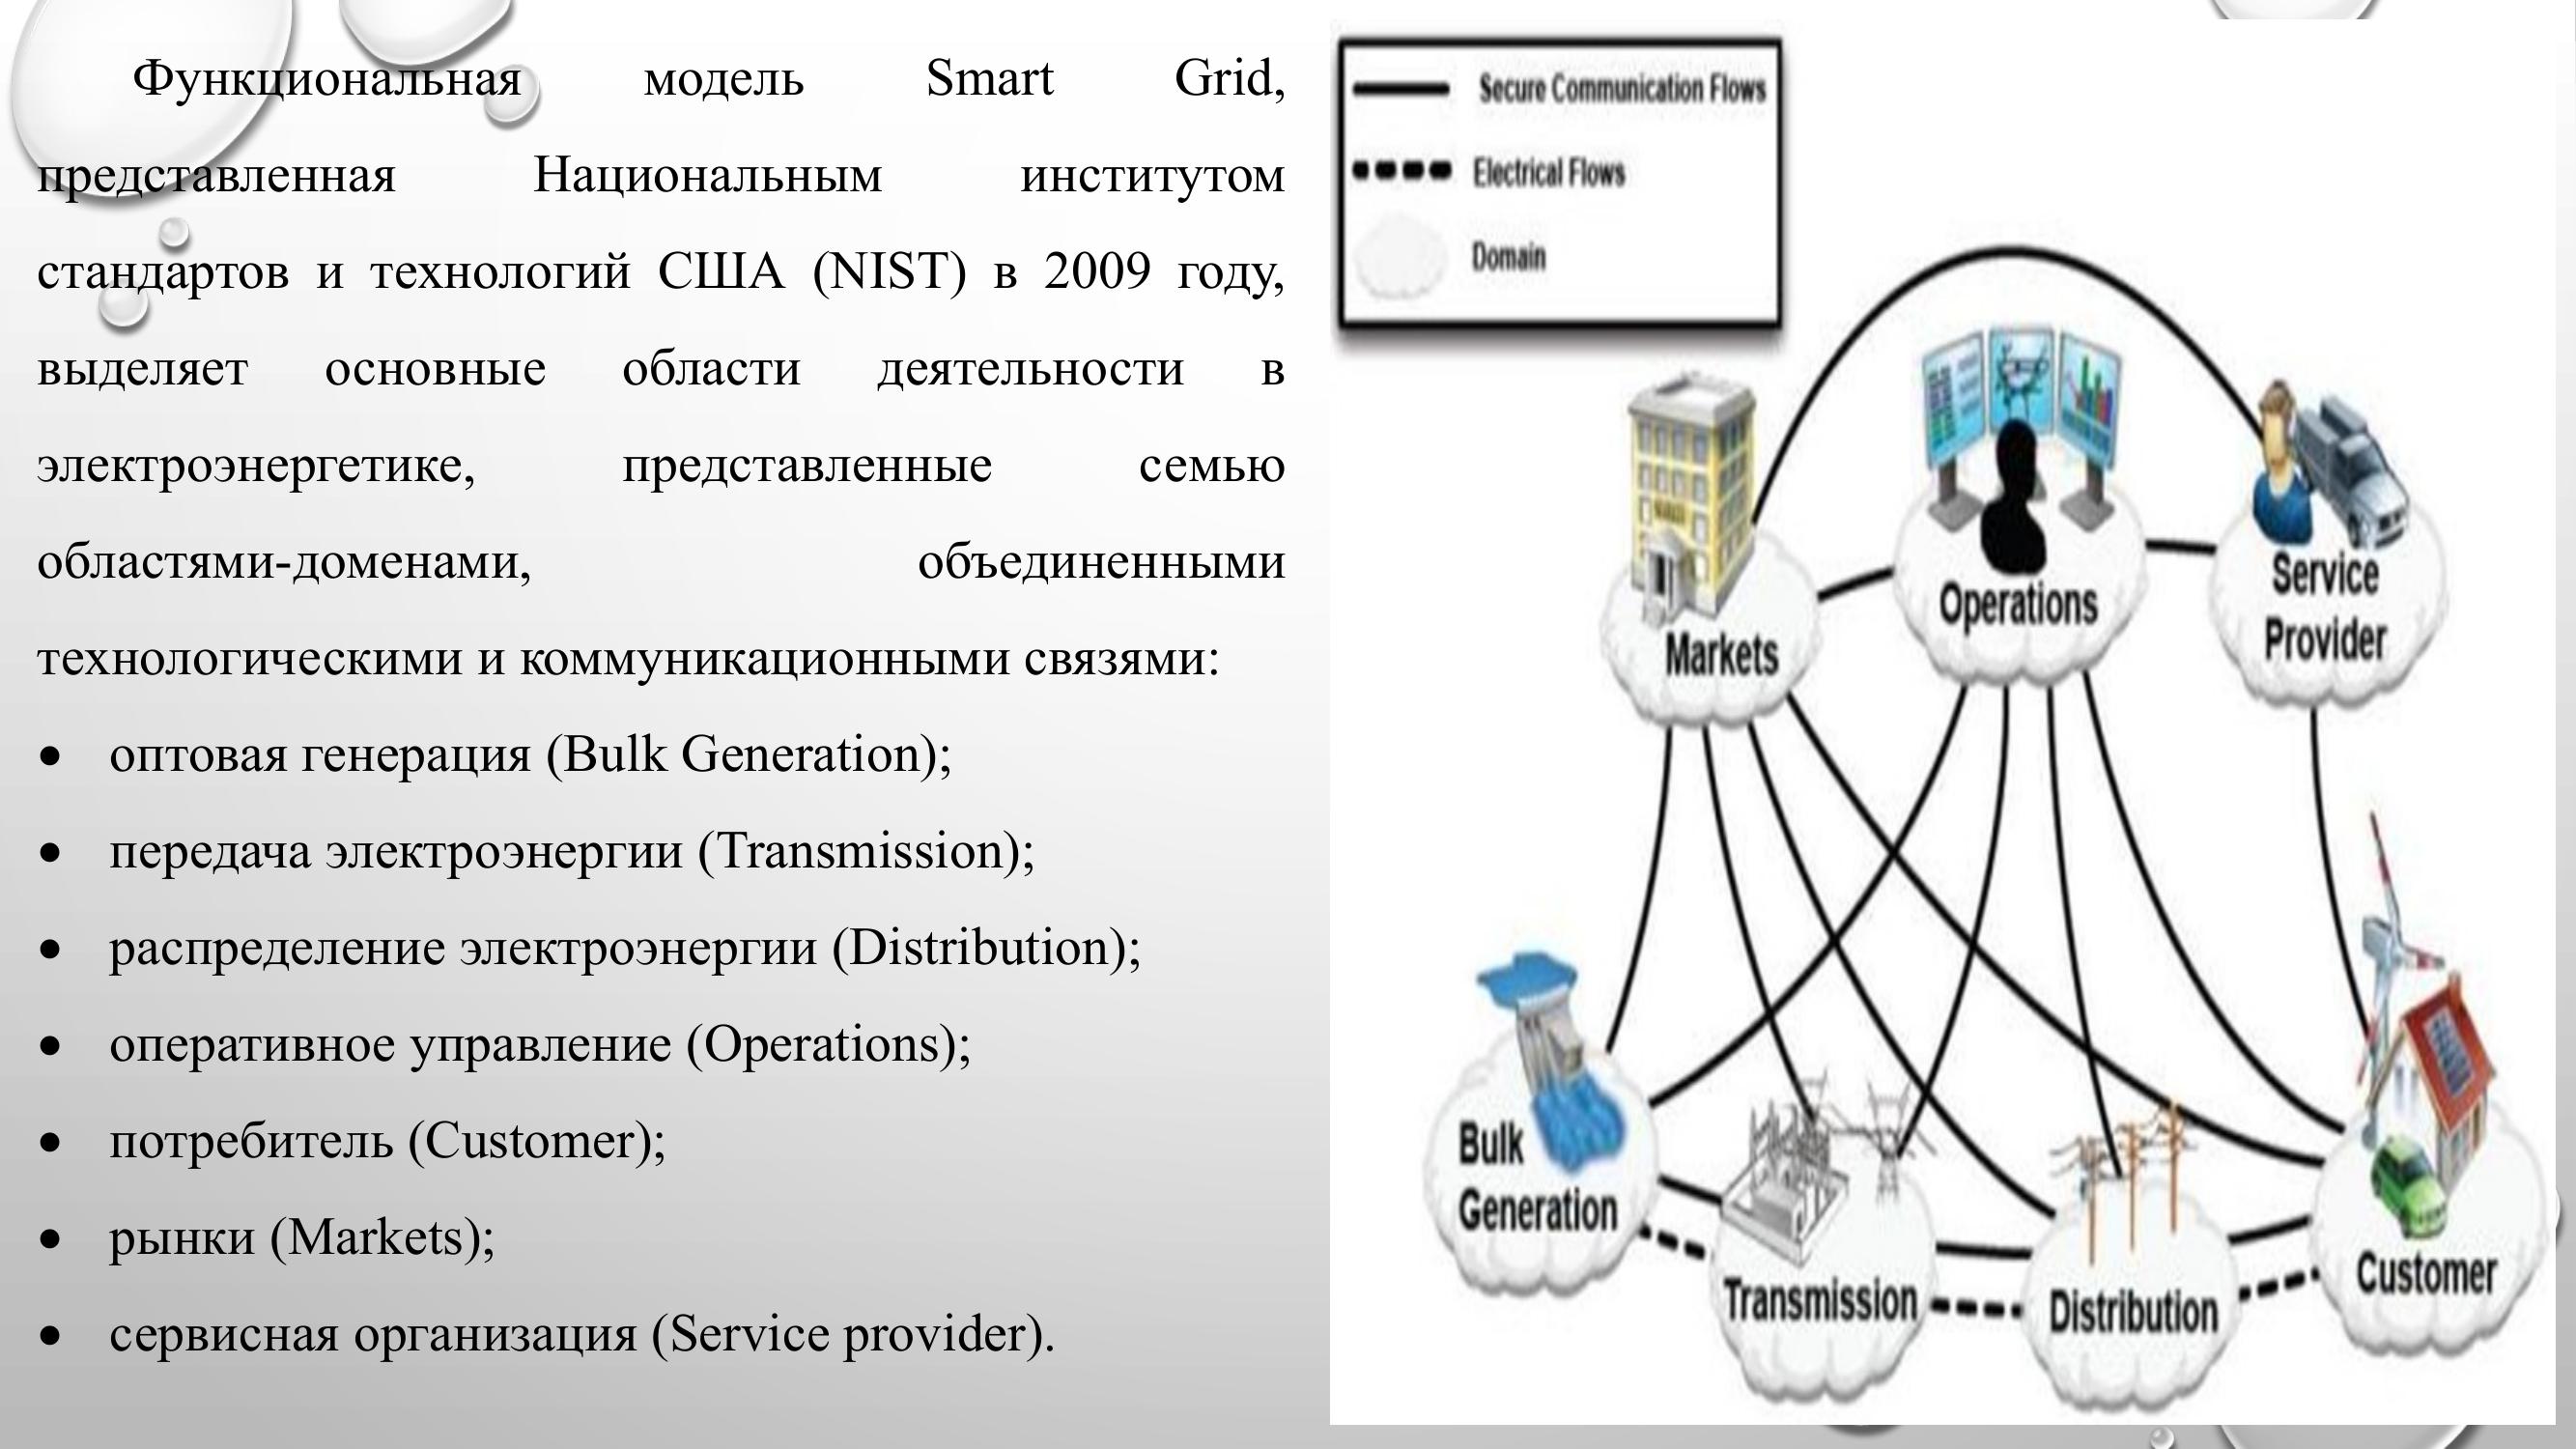 Функциональная модель Smart Grid,
представленная Национальным институтом
стандартов и технологий США (NIST) в 2009 году,
выделяет основные области деятельности в
электроэнергетике, представленные семью
областями-доменами, объединенными
технологическими и коммуникационными связями:
• оптовая генерация (Bulk Generation);
• передача электроэнергии (Transmission);
• распределение электроэнергии (Distribution);
• оперативное управление (Operations);
• потребитель (Customer);
• рынки (Markets);
• сервисная организация (Service provider).
Secure Communication Flows
Electrical Flows
Domain
Markets
Operations
Service
Provider
Bulk
Generation
Transmission
Distribution
Customer